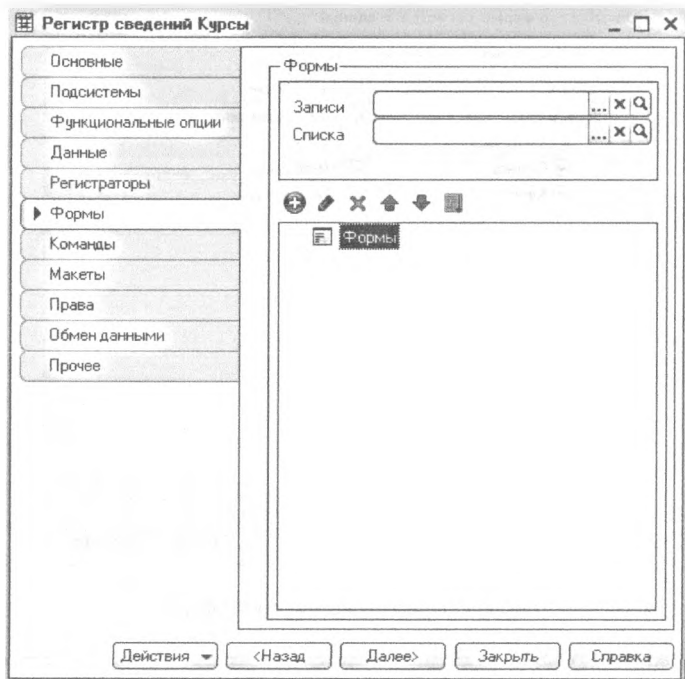 Регистр сведений Курсы
Основные
Подсистемы
Функциональные опции
Данные
Регистраторы
Формы
Команды
Макеты
Права
Обмен данными
Прочее
Формы
Записи
Списка
Формы
Действия
<Назад
Далее>
Закрыть
Справка